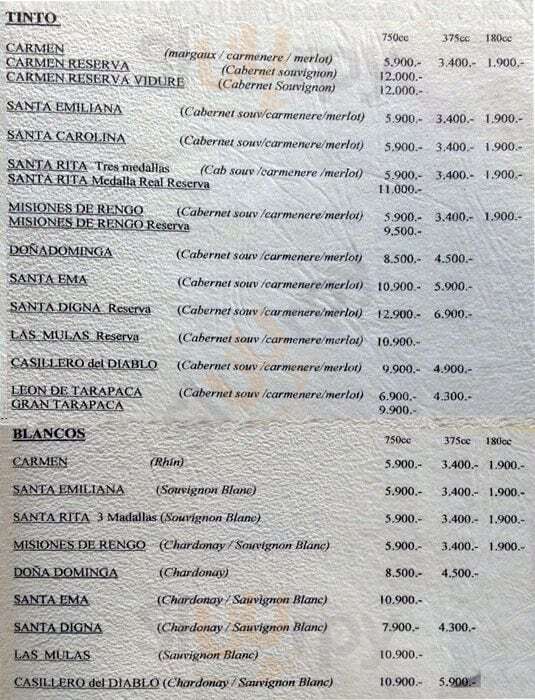 TINTO
750cc 375cc 180cc
CARMEN (margaux / carmenere / merlot) 5.900.- 3.400.- 1.900.-
CARMEN RESERVA (Cabernet souvignon) 12.000.-
CARMEN RESERVA VIDURE (Cabernet Souvignon) 12.000.-
SANTA EMILIANA (Cabernet souv/carmenere/merlot) 5.900.- 3.400.- 1.900.-
SANTA CAROLINA (Cabernet souv/carmenere/merlot) 5.900.- 3.400.- 1.900.-
SANTA RITA Tres medallas (Cab souv /carmenere /merlot) 5.900.- 3.400.- 1.900.-
SANTA RITA Medalla Real Reserva 11.000.-
MISIONES DE RENGO (Cabernet souv /carmenere/merlot) 5.900.- 3.400.- 1.900.-
MISIONES DE RENGO Reserva 9.500.-
DOÑADOMINGA (Cabernet souv /carmenere/merlot) 8.500.- 4.500.-
SANTA EMA (Cabernet souv /carmenere/merlot) 10.900.- 5.900.-
SANTA DIGNA Reserva (Cabernet souv /carmenere/merlot) 12.900.- 6.900.-
LAS MULAS Reserva (Cabernet souv /carmenere/merlot) 10.900.-
CASILLERO del DIABLO (Cabernet souv /carmenere/merlot) 9.900.- 4.900.-
LEON DE TARAPACA (Cabernet souv /carmenere/merlot) 6.900.- 4.300.-
GRAN TARAPACA 9.900.-
BLANCOS
750cc 375cc 180cc
CARMEN (Rhin) 5.900.- 3.400.- 1.900.-
SANTA EMILIANA (Souvignon Blanc) 5.900.- 3.400.- 1.900.-
SANTA RITA 3 Madallas (Souvignon Blanc) 5.900.- 3.400.- 1.900.-
MISIONES DE RENGO (Chardonay / Sauvignon Blanc) 5.900.- 3.400.- 1.900.-
DOÑA DOMINGA (Chardonay) 8.500.- 4.500.-
SANTA EMA (Chardonay / Sauvignon Blanc) 10.900.-
SANTA DIGNA (Chardonay / Sauvignon Blanc) 7.900.- 4.300.-
LAS MULAS (Sauvignon Blanc) 10.900.-
CASILLERO del DIABLO (Chardonay / Sauvignon Blanc) 10.900.- 5.900.-